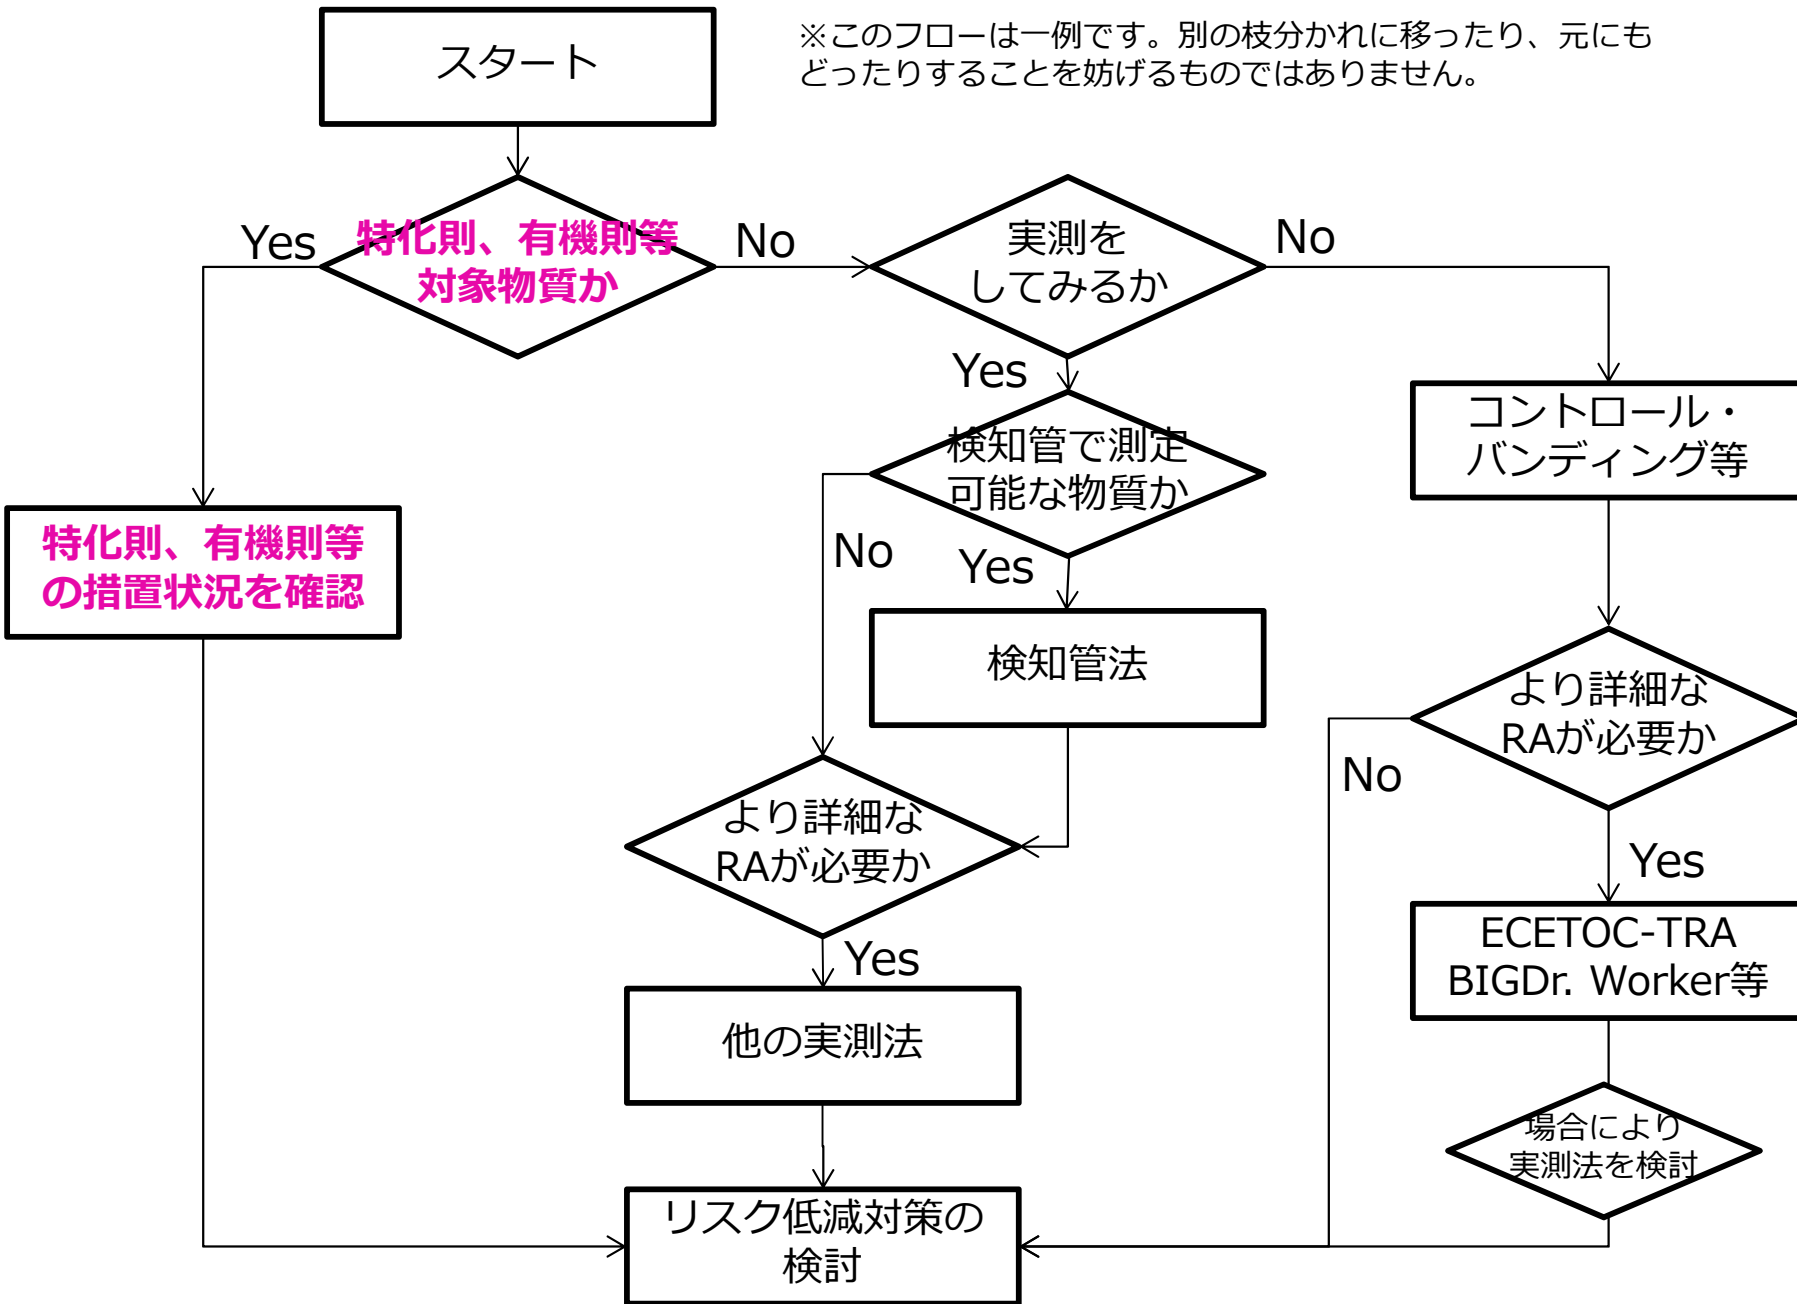 スタート
※このフローは一例です。別の枝分かれに移ったり、元にも
どったりすることを妨げるものではありません。
Yes
特化則、有機則等
対象物質か
No
実測を
してみるか
No
Yes
検知管で測定
可能な物質か
コントロール・
バンディング等
特化則、有機則等
の措置状況を確認
No
Yes
検知管法
より詳細な
RAが必要か
No
より詳細な
RAが必要か
Yes
Yes
ECETOC-TRA
BIGDr. Worker等
他の実測法
場合により
実測法を検討
リスク低減対策の
検討